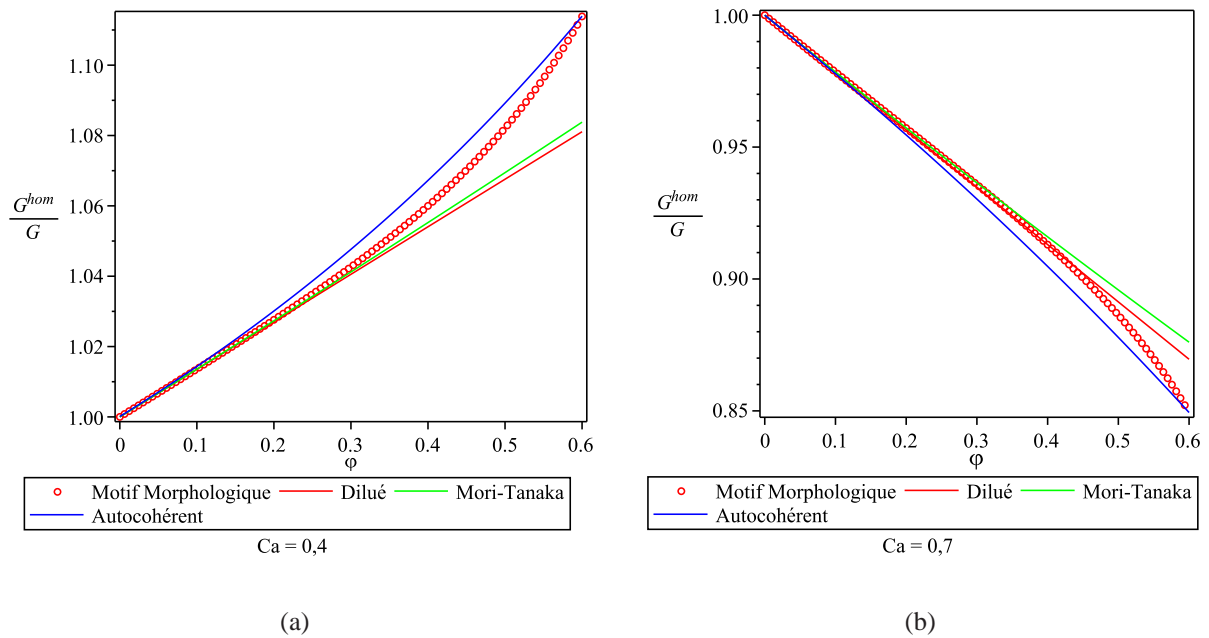 1.10
1.08
1.06
1.04
1.02
1.00
G^hom
G
0 0.1 0.2 0.3 0.4 0.5 0.6
φ
Motif Morphologique Dilué Mori-Tanaka
Autocohérent
Ca = 0,4
(a)
1.00
0.95
0.90
0.85
G^hom
G
0 0.1 0.2 0.3 0.4 0.5 0.6
φ
Motif Morphologique Dilué Mori-Tanaka
Autocohérent
Ca = 0,7
(b)